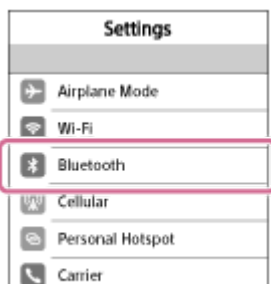 Settings
Airplane Mode
Wi-Fi
Bluetooth
Cellular
Personal Hotspot
Carrier